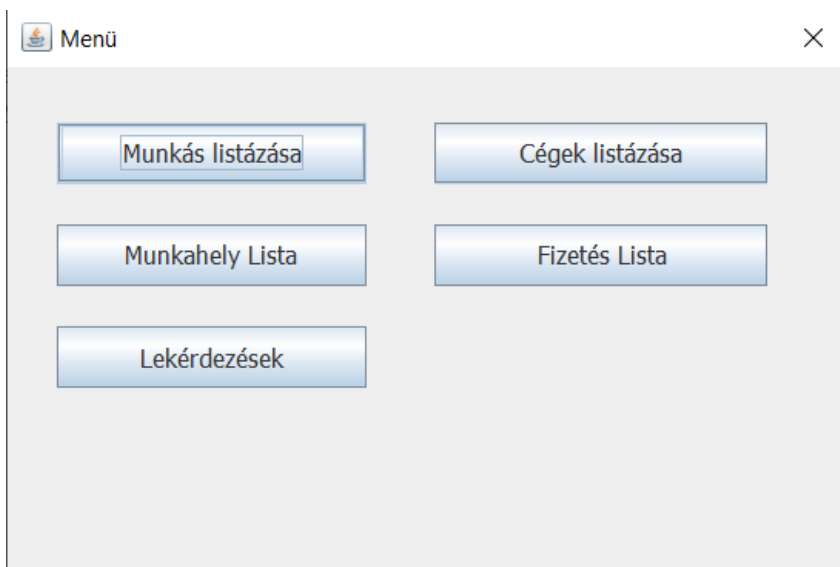 Menü
Munkás listázása
Cégek listázása
Munkahely Lista
Fizetés Lista
Lekérdezések